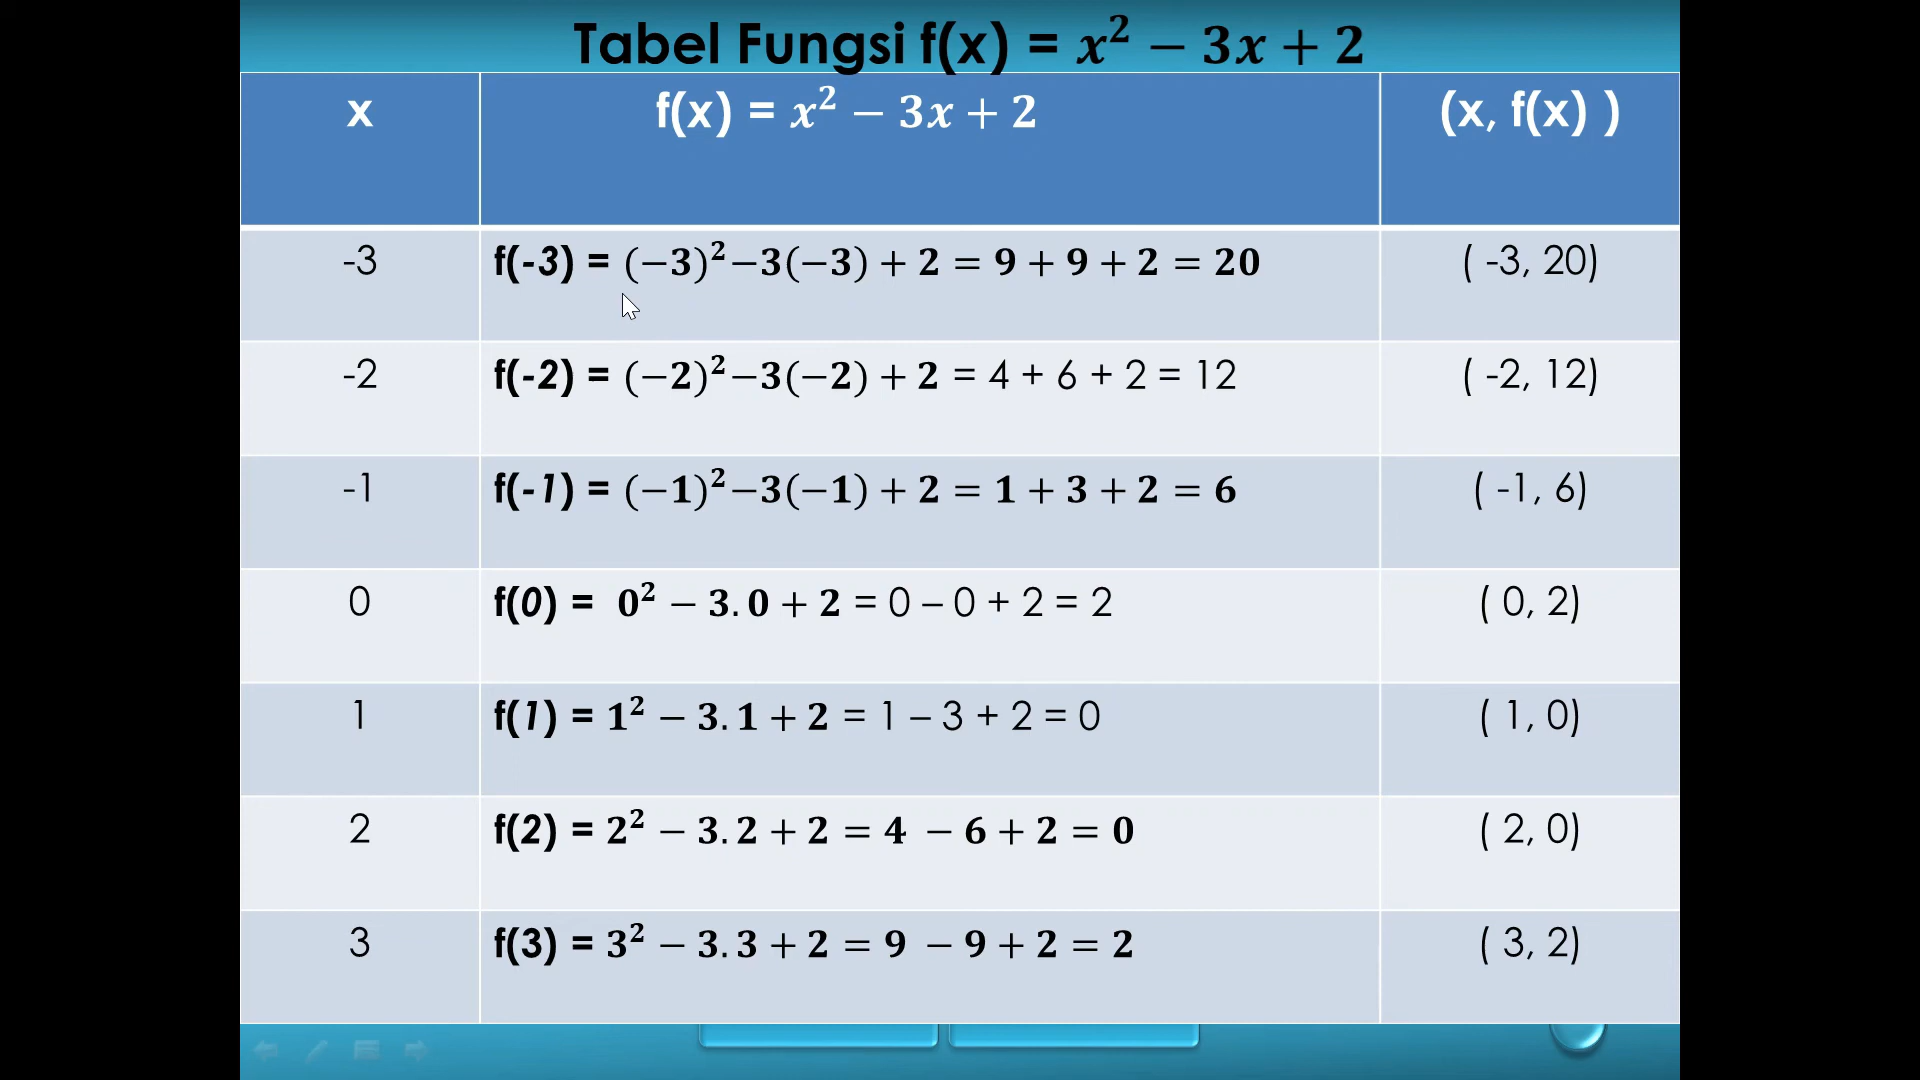 Tabel Fungsi f(x) = x² − 3x + 2
x f(x) = x² − 3x + 2 (x, f(x) )
-3 f(-3) = (−3)²−3(−3) + 2 = 9 + 9 + 2 = 20 ( -3, 20)
-2 f(-2) = (−2)²−3(−2) + 2 = 4 + 6 + 2 = 12 ( -2, 12)
-1 f(-1) = (−1)²−3(−1) + 2 = 1 + 3 + 2 = 6 ( -1, 6)
0 f(0) = 0² − 3.0 + 2 = 0 – 0 + 2 = 2 ( 0, 2)
1 f(1) = 1² − 3.1 + 2 = 1 – 3 + 2 = 0 ( 1, 0)
2 f(2) = 2² − 3.2 + 2 = 4 − 6 + 2 = 0 ( 2, 0)
3 f(3) = 3² − 3.3 + 2 = 9 − 9 + 2 = 2 ( 3, 2)